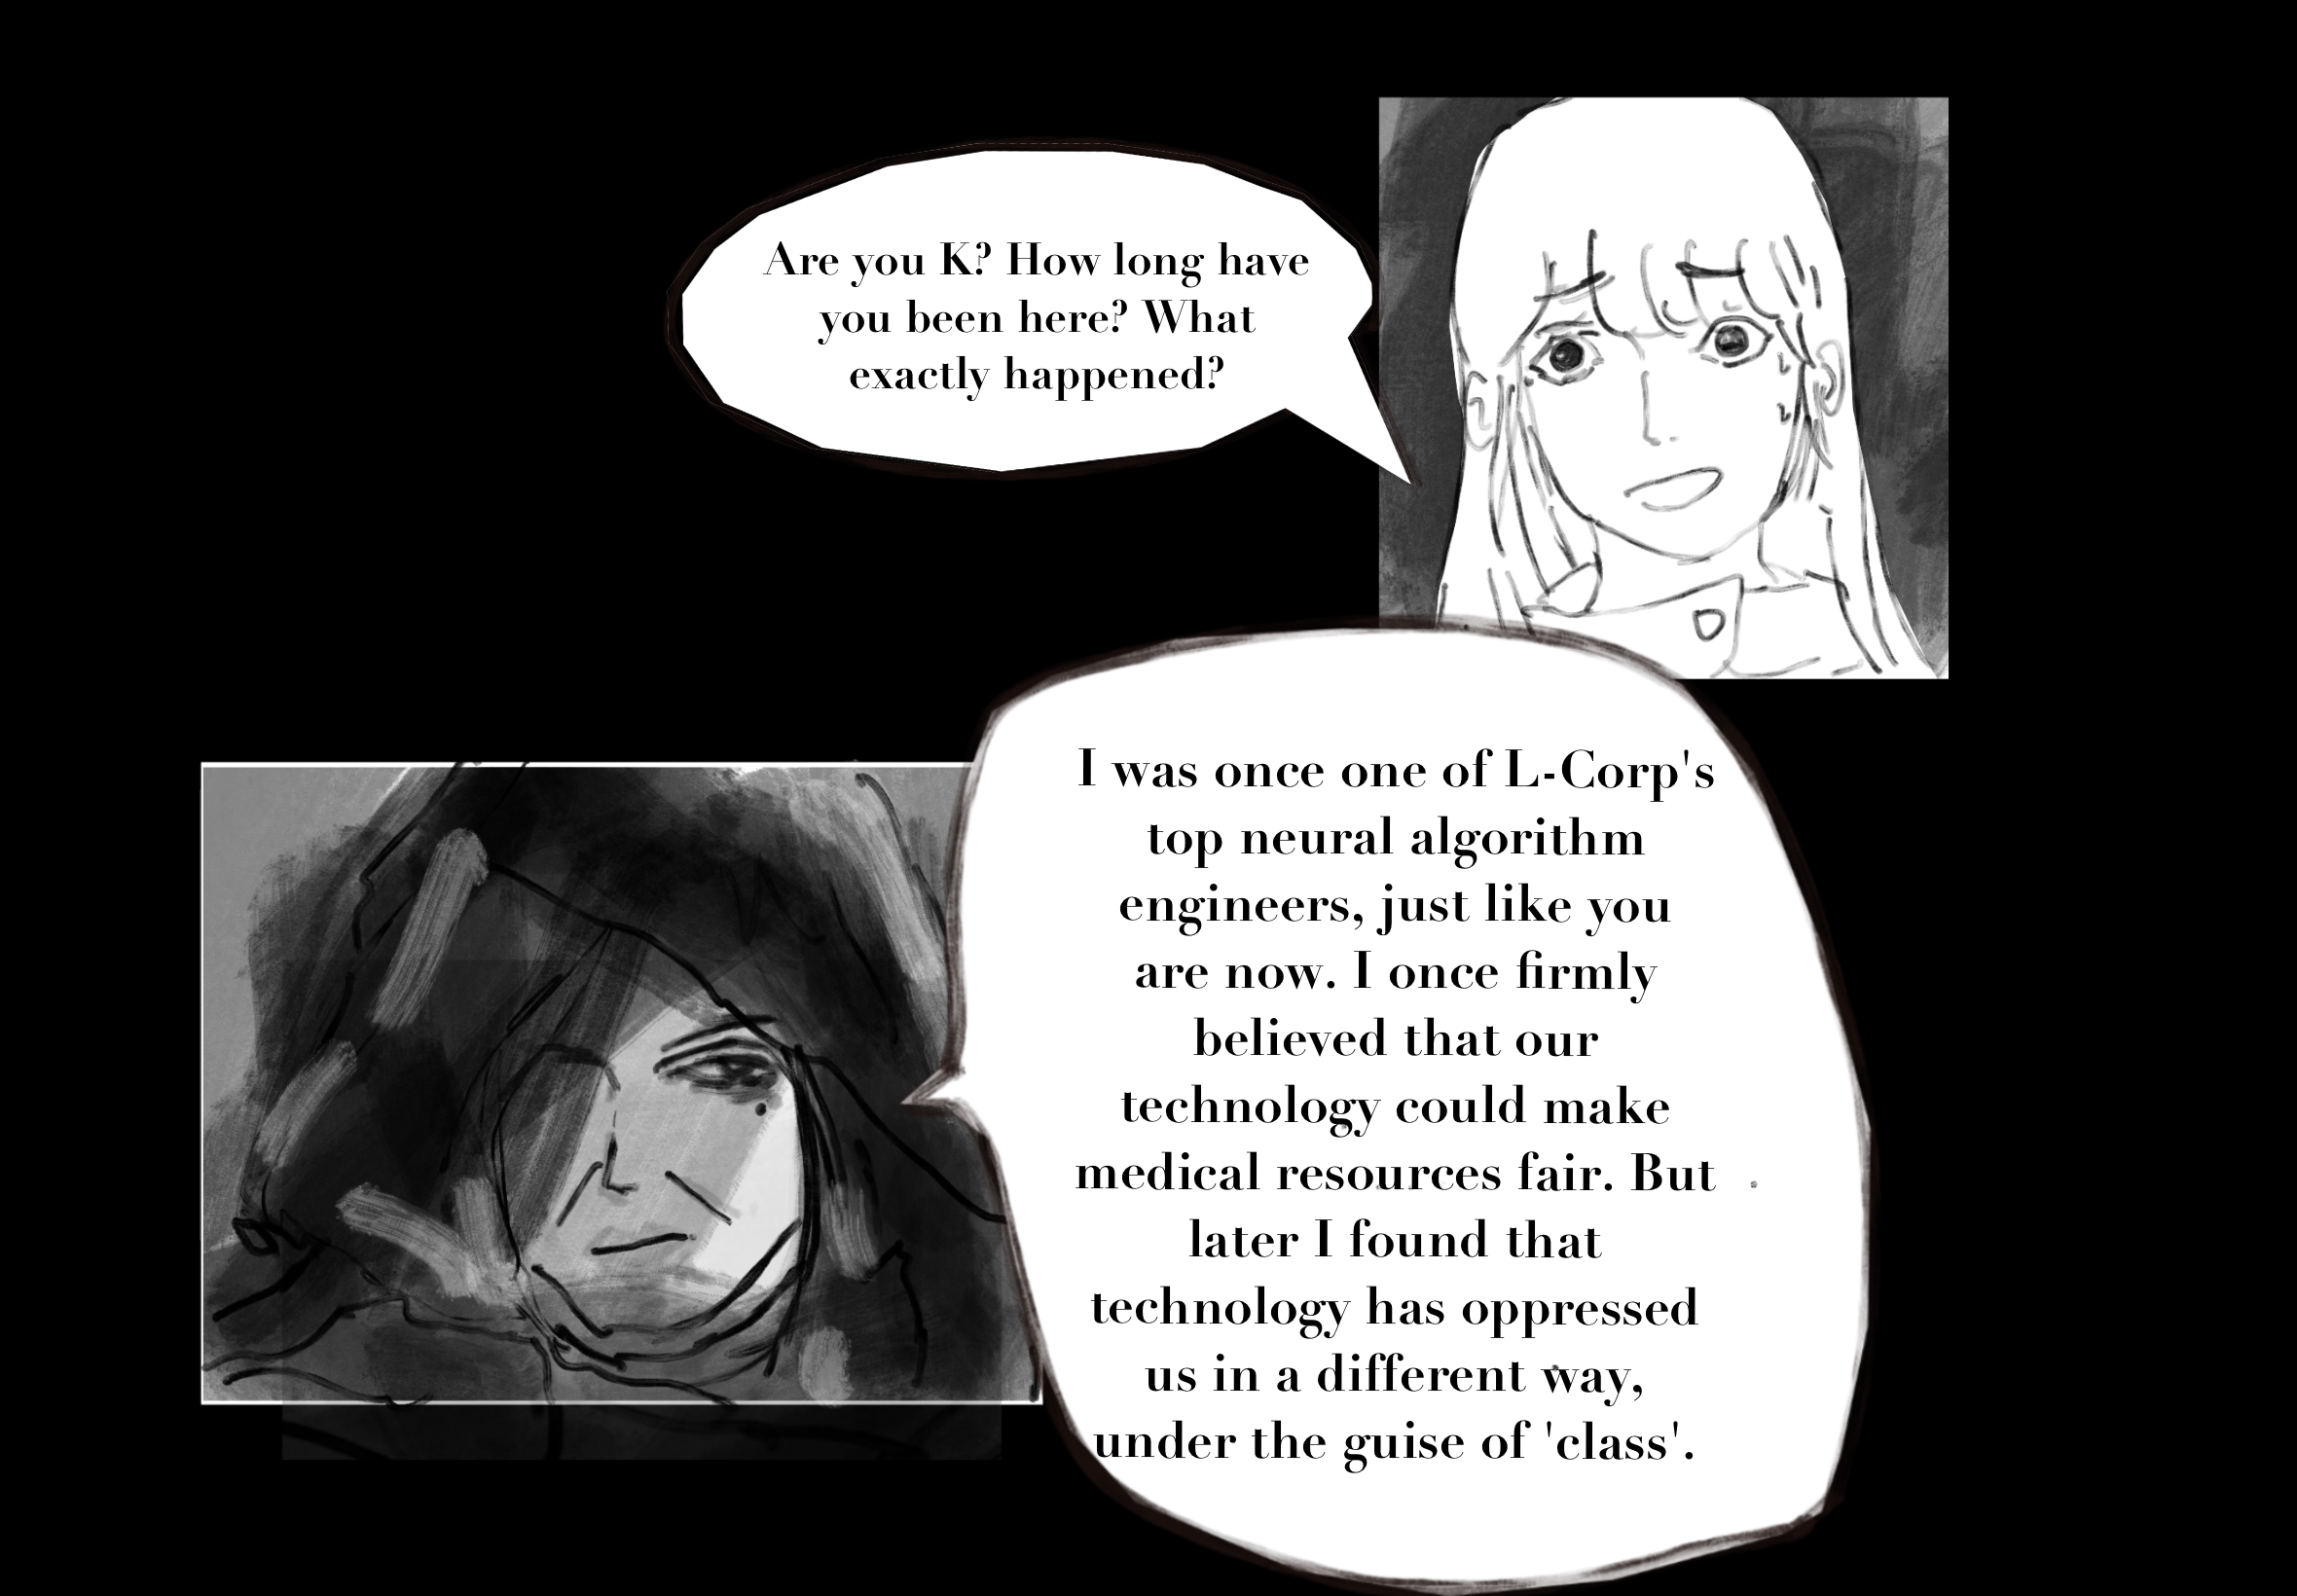 Are you K? How long have
you been here? What
exactly happened?
I was once one of L-Corp's
top neural algorithm
engineers, just like you
are now. I once firmly
believed that our
technology could make
medical resources fair. But
later I found that
technology has oppressed
us in a different way,
under the guise of 'class'.